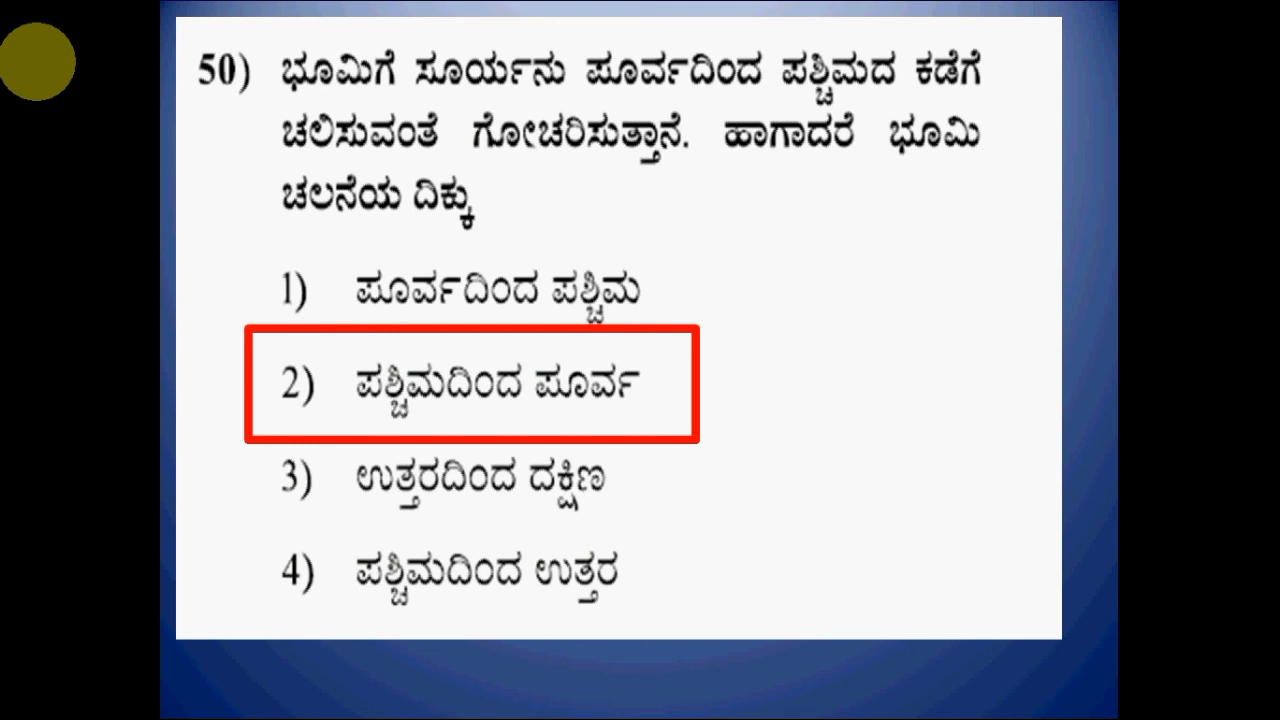 50) ಭೂಮಿಗೆ ಸೂರ್ಯನು ಪೂರ್ವದಿಂದ ಪಶ್ಚಿಮದ ಕಡೆಗೆ
ಚಲಿಸುವಂತೆ ಗೋಚರಿಸುತ್ತಾನೆ. ಹಾಗಾದರೆ ಭೂಮಿ
ಚಲನೆಯ ದಿಕ್ಕು
1) ಪೂರ್ವದಿಂದ ಪಶ್ಚಿಮ
2) ಪಶ್ಚಿಮದಿಂದ ಪೂರ್ವ
3) ಉತ್ತರದಿಂದ ದಕ್ಷಿಣ
4) ಪಶ್ಚಿಮದಿಂದ ಉತ್ತರ